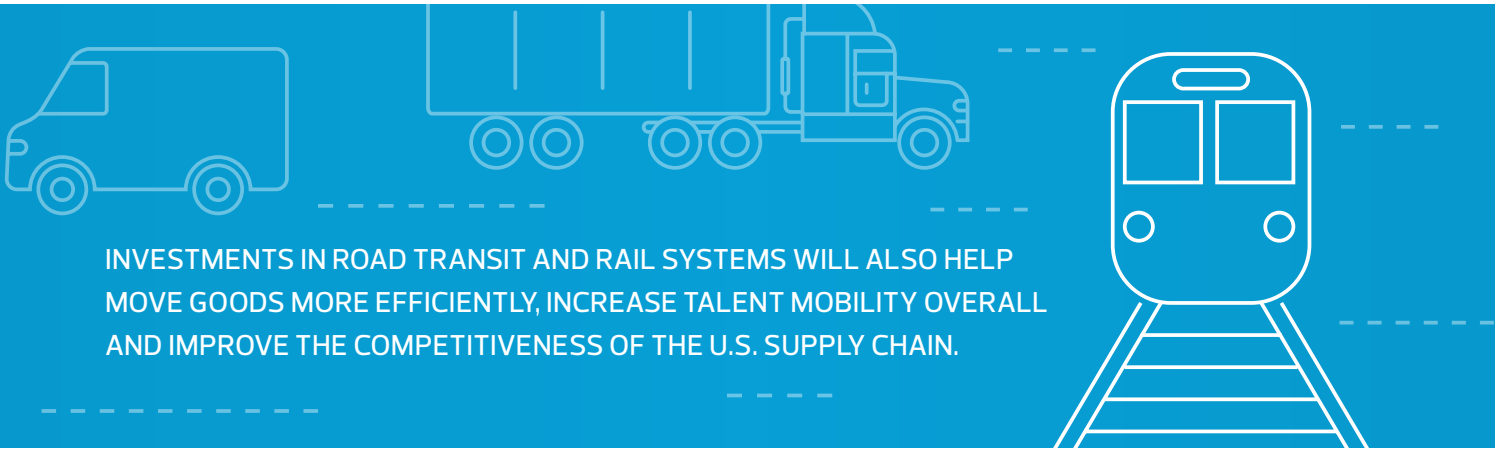 INVESTMENTS IN ROAD TRANSIT AND RAIL SYSTEMS WILL ALSO HELP
MOVE GOODS MORE EFFICIENTLY, INCREASE TALENT MOBILITY OVERALL
AND IMPROVE THE COMPETITIVENESS OF THE U.S. SUPPLY CHAIN.